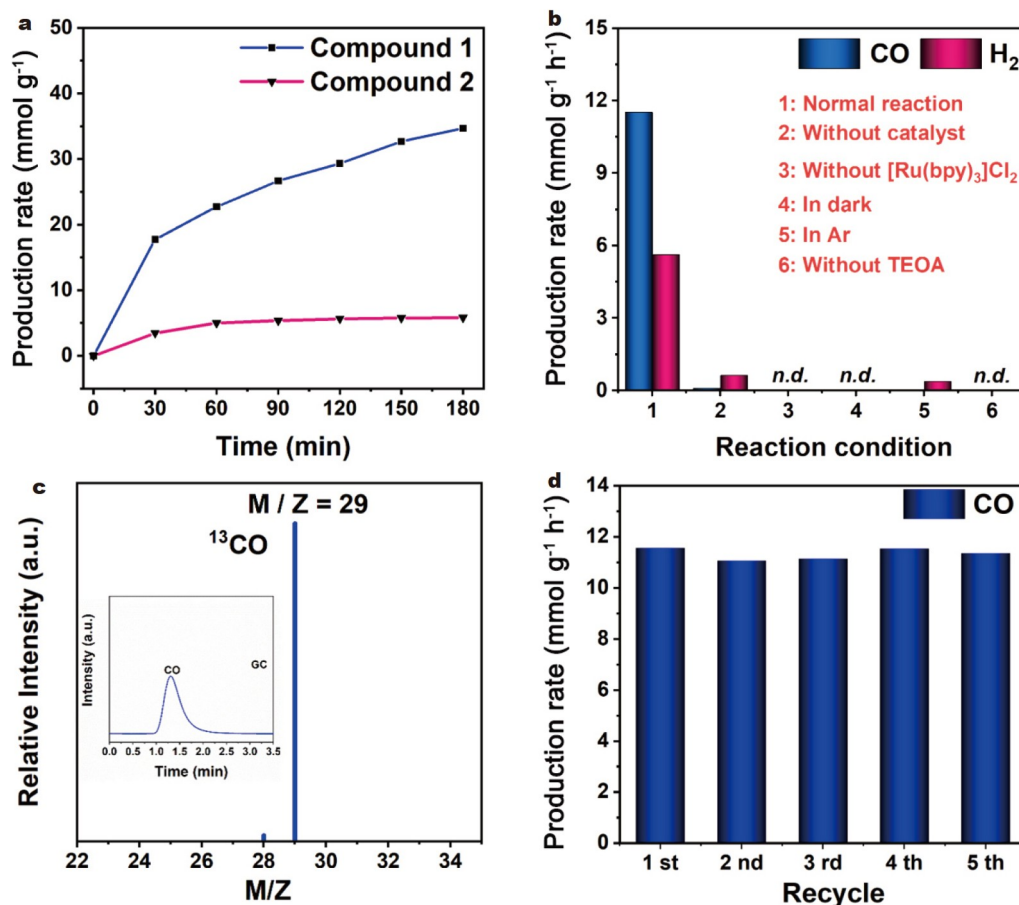 a
50
40
30
20
10
0
Production rate (mmol g⁻¹)
Compound 1
Compound 2
0 30 60 90 120 150 180
Time (min)
b
15
12
9
6
3
0
Production rate (mmol g⁻¹ h⁻¹)
CO H₂
1: Normal reaction
2: Without catalyst
3: Without [Ru(bpy)₃]Cl₂
4: In dark
5: In Ar
6: Without TEOA
n.d. n.d. n.d.
1 2 3 4 5 6
Reaction condition
c
M / Z = 29
¹³CO
Relative Intensity (a.u.)
Intensity (a.u.)
CO
GC
0.0 0.5 1.0 1.5 2.0 2.5 3.0 3.5
Time (min)
22 24 26 28 30 32 34
M/Z
d
14
12
10
8
6
4
2
0
Production rate (mmol g⁻¹ h⁻¹)
CO
1 st 2 nd 3 rd 4 th 5 th
Recycle